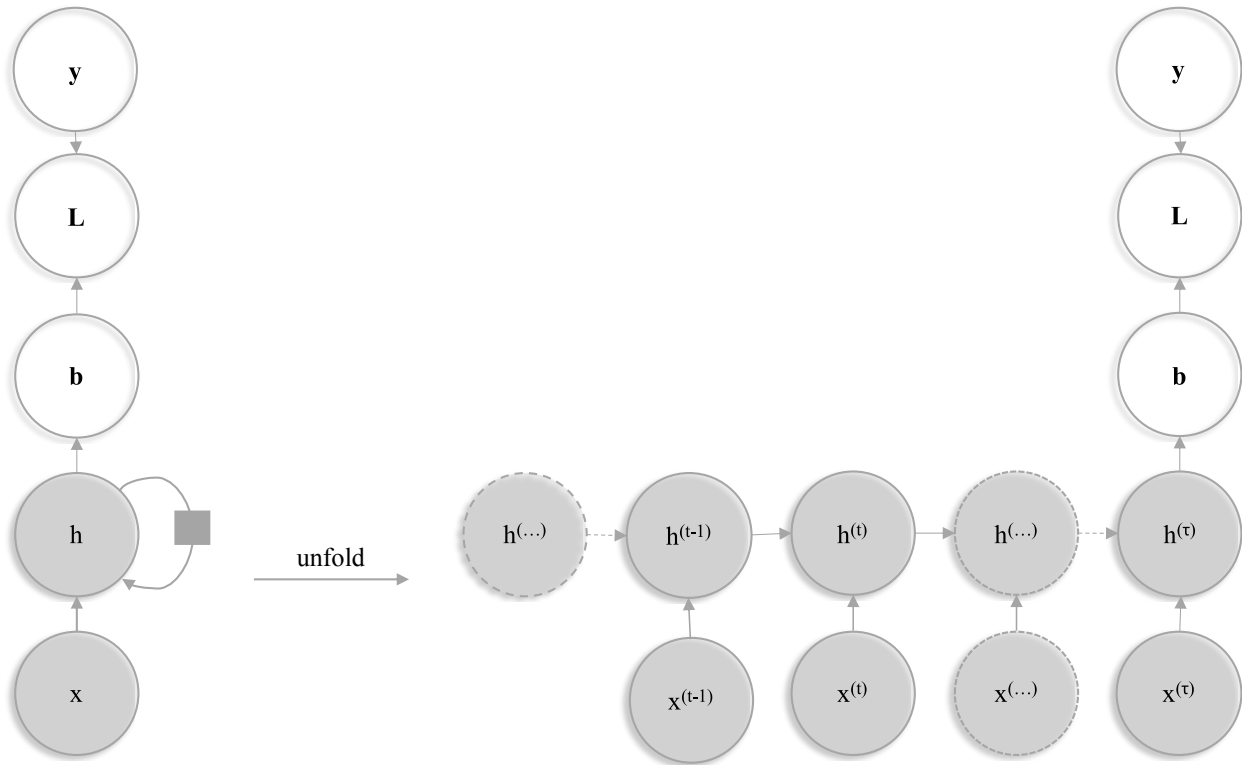 y
y
L
L
b
b
h
unfold
h(…)
h(t-1)
h(t)
h(…)
h(τ)
x
x(t-1)
x(t)
x(…)
x(τ)